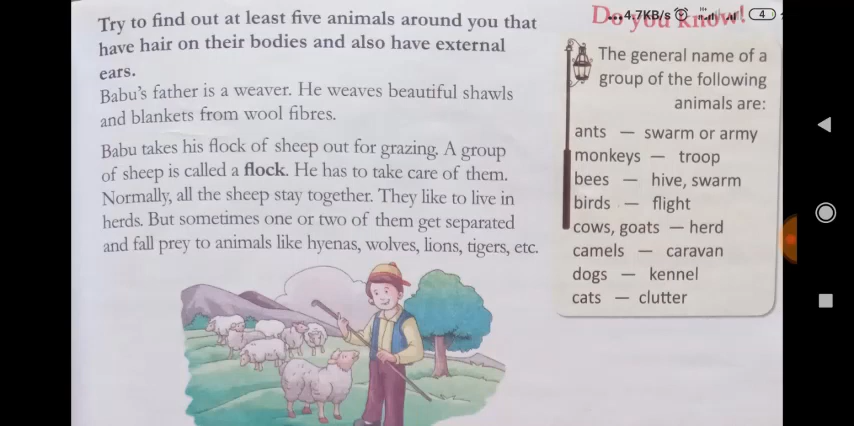 Try to find out at least five animals around you that
have hair on their bodies and also have external
ears.
Babu's father is a weaver. He weaves beautiful shawls
and blankets from wool fibres.
Babu takes his flock of sheep out for grazing. A group
of sheep is called a flock. He has to take care of them.
Normally, all the sheep stay together. They like to live in
herds. But sometimes one or two of them get separated
and fall prey to animals like hyenas, wolves, lions, tigers, etc.
Do you know!
...4.7KB/s 4
The general name of a
group of the following
animals are:
ants — swarm or army
monkeys — troop
bees — hive, swarm
birds — flight
cows, goats — herd
camels — caravan
dogs — kennel
cats — clutter